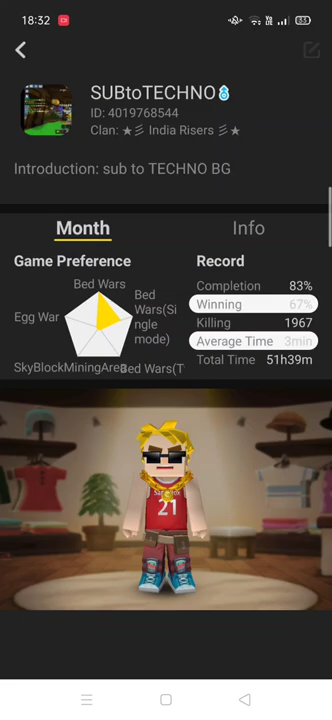 18:32
83
SUBtoTECHNO
ID: 4019768544
Clan: ★彡 India Risers 彡★
Introduction: sub to TECHNO BG
Month
Info
Game Preference
Record
Bed Wars
Bed Wars(Single mode)
Egg War
SkyBlockMiningArea
Bed Wars(T
Completion 83%
Winning 67%
Killing 1967
Average Time 3min
Total Time 51h39m
21